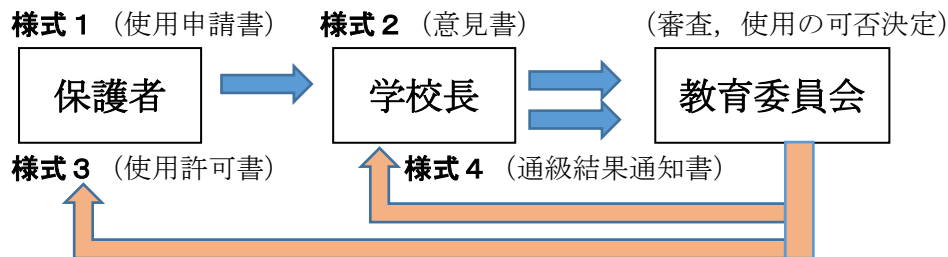 様式1（使用申請書） 様式2（意見書） （審査，使用の可否決定）
保護者 学校長 教育委員会
様式3（使用許可書） 様式4（通級結果通知書）